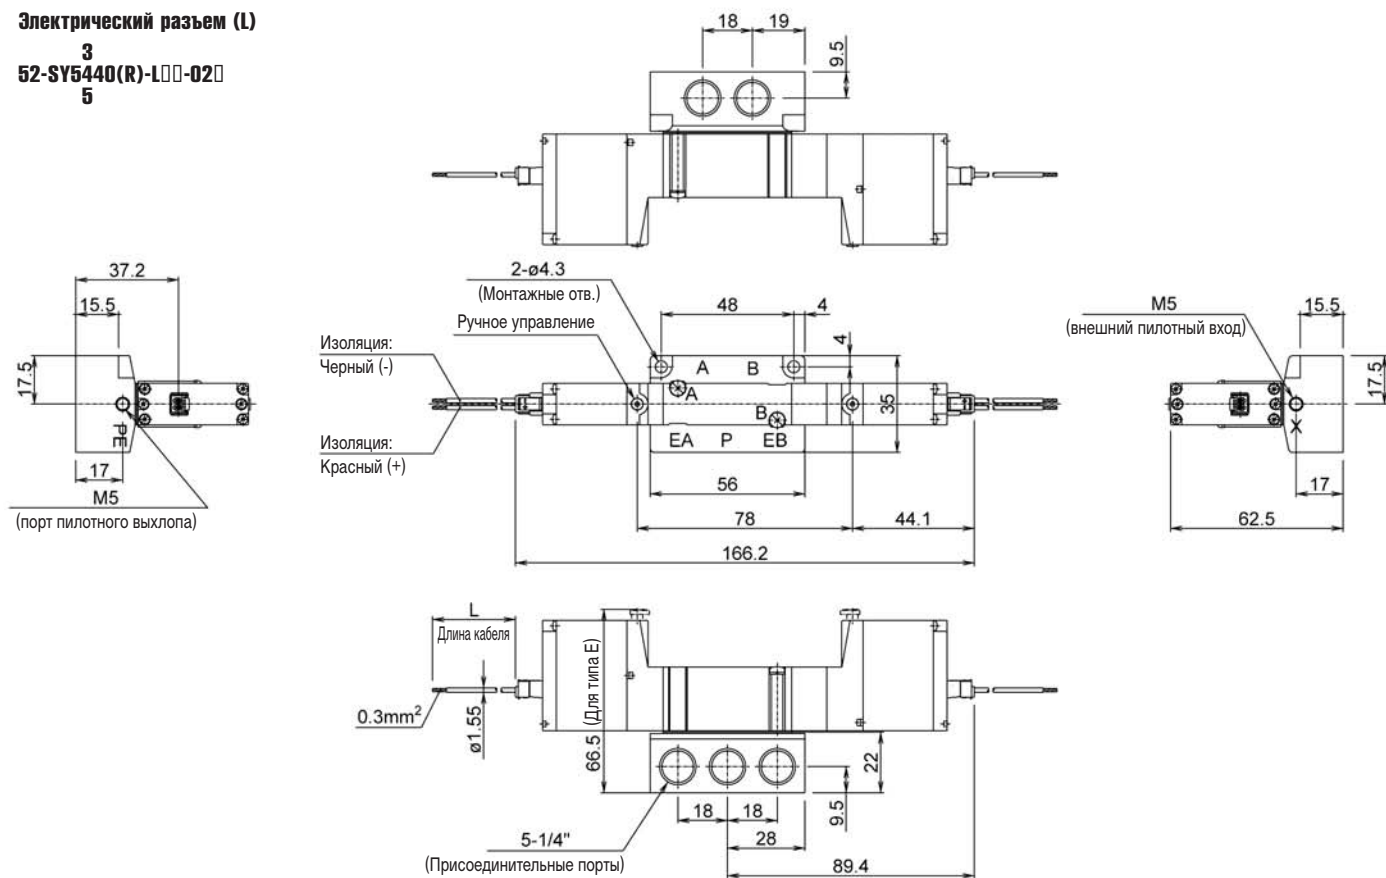 Электрический разъем (L)
3
52-SY5440(R)-L▯▯-02▯
5
18
19
9.5
37.2
15.5
17.5
PE
17
M5
(порт пилотного выхлопа)
2-ø4.3
(Монтажные отв.)
Ручное управление
Изоляция:
Черный (-)
Изоляция:
Красный (+)
48
4
4
A
B
A
B
EA
P
EB
35
56
78
44.1
166.2
M5
(внешний пилотный вход)
15.5
17.5
X
17
62.5
L
Длина кабеля
0.3mm²
ø1.55
66.5 (Для типа E)
22
9.5
18
18
28
89.4
5-1/4"
(Присоединительные порты)